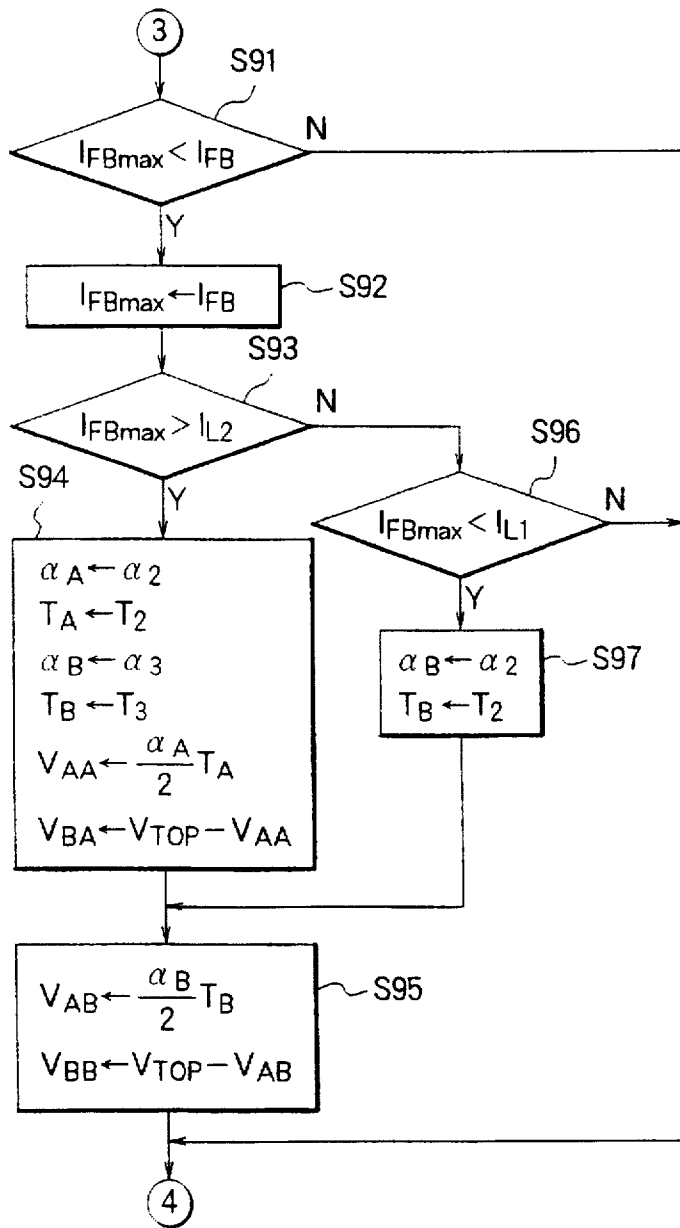 3
S91
I_FBmax < I_FB
N
Y
I_FBmax ← I_FB
S92
S93
I_FBmax > I_L2
N
Y
S96
I_FBmax < I_L1
N
Y
S94
α_A ← α_2
T_A ← T_2
α_B ← α_3
T_B ← T_3
V_AA ← α_A/2 T_A
V_BA ← V_TOP − V_AA
S97
α_B ← α_2
T_B ← T_2
S95
V_AB ← α_B/2 T_B
V_BB ← V_TOP − V_AB
4